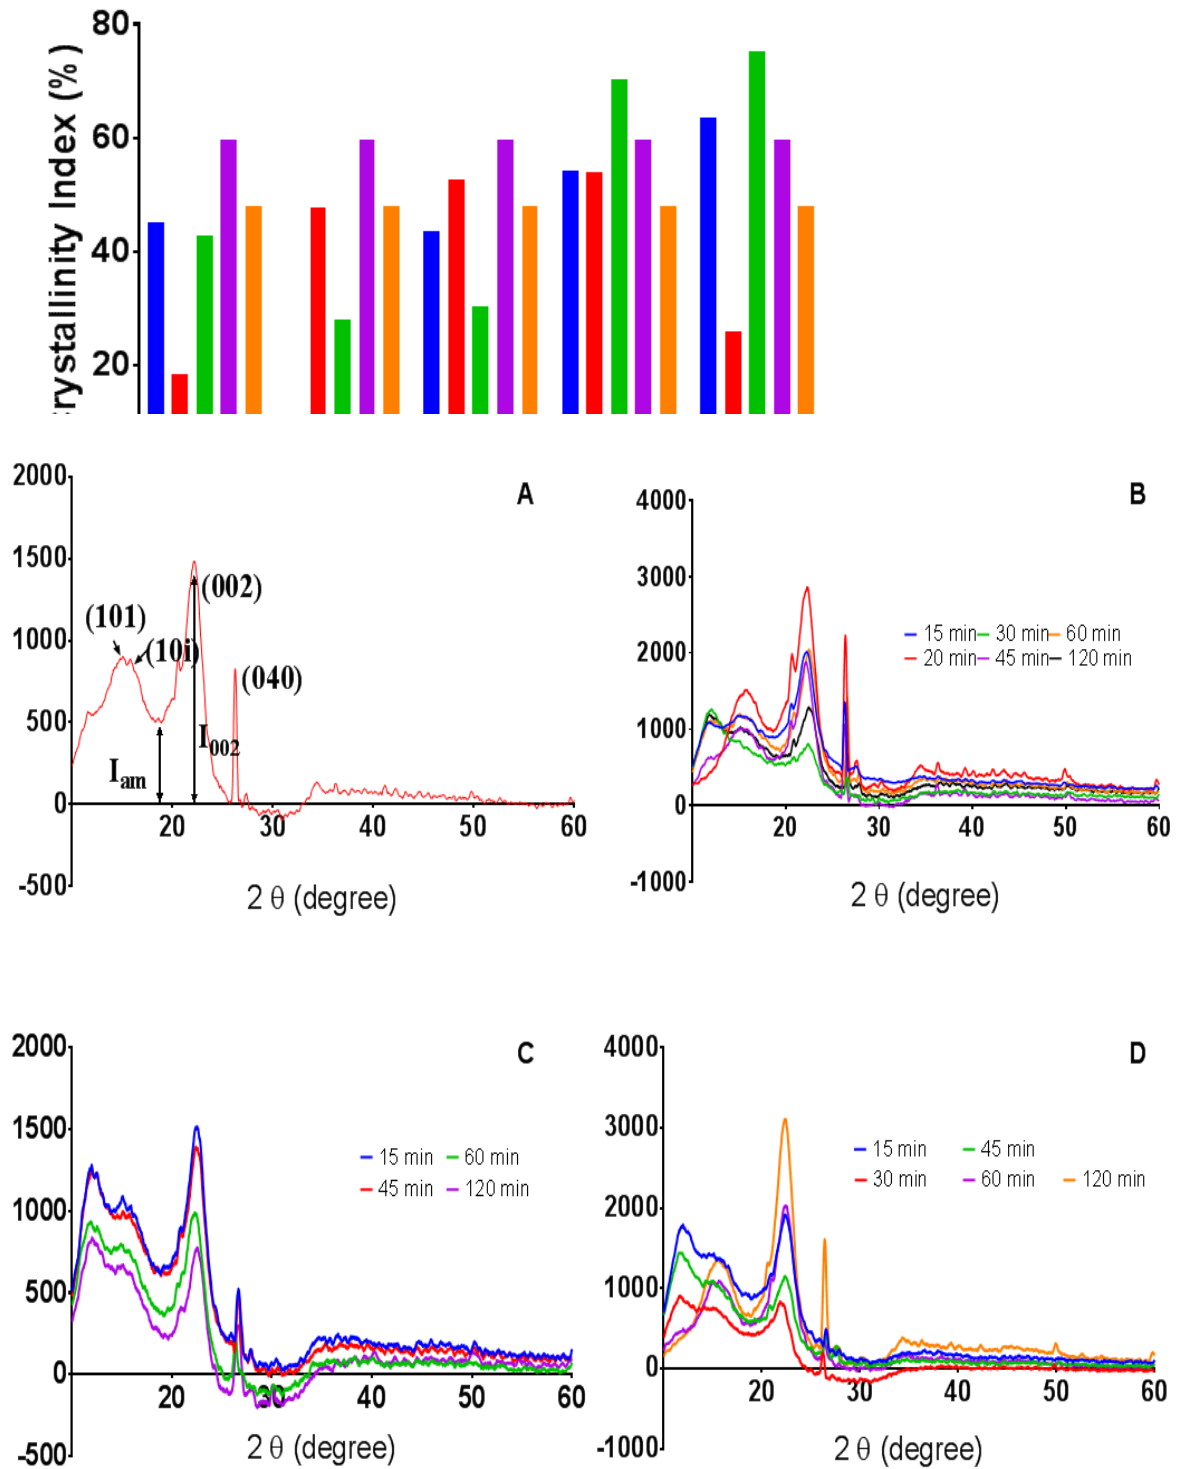 80
60
40
20
rystallinity Index (%)
A
2000
1500
1000
500
0
-500
(101)
(10i)
(002)
(040)
I002
Iam
20 30 40 50 60
2 θ (degree)
B
4000
3000
2000
1000
0
-1000
15 min 30 min 60 min
20 min 45 min 120 min
20 30 40 50 60
2 θ (degree)
C
2000
1500
1000
500
0
-500
15 min 60 min
45 min 120 min
20 30 40 50 60
2 θ (degree)
D
4000
3000
2000
1000
0
-1000
15 min 45 min
30 min 60 min 120 min
20 30 40 50 60
2 θ (degree)